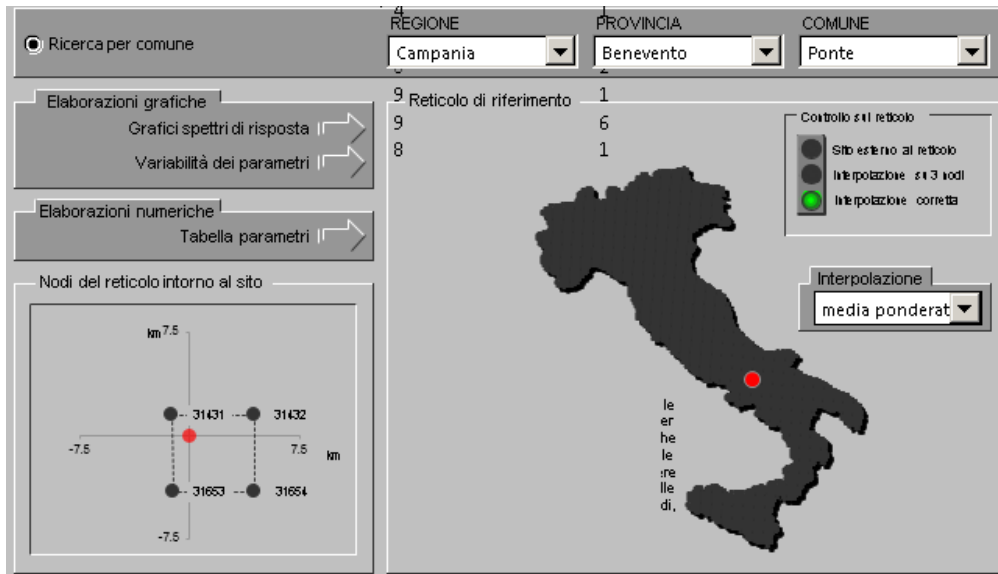 4 1
REGIONE PROVINCIA COMUNE
Ricerca per comune
Campania Benevento Ponte
2
Elaborazioni grafiche
9 Reticolo di riferimento 1
Grafici spettri di risposta 9 6
Variabilità dei parametri 8 1
Controllo sul reticolo
Sito esterno al reticolo
Interpolazione su 3 nodi
Interpolazione corretta
Elaborazioni numeriche
Tabella parametri
Nodi del reticolo intorno al sito
Interpolazione
media ponderat
km 7.5
31431 31432
-7.5 7.5 km
31653 31654
-7.5
le
er
he
le
re
lle
di,